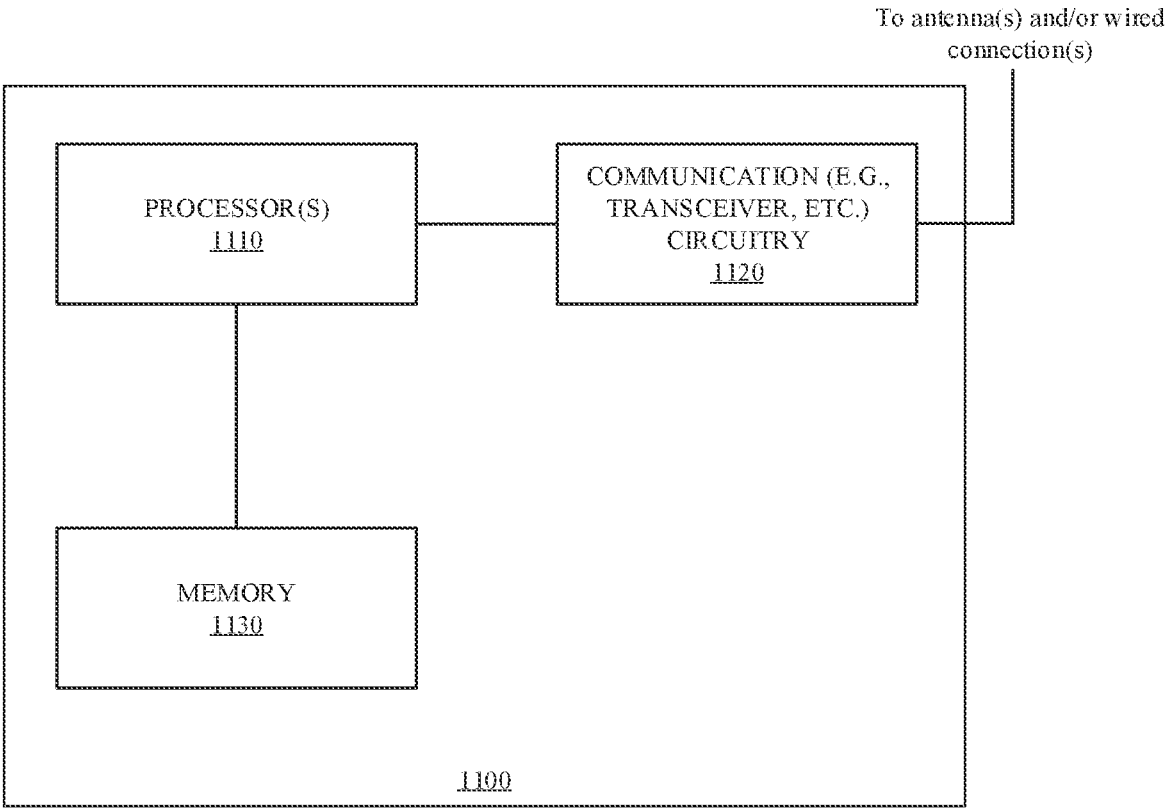 To antenna(s) and/or wired
connection(s)
PROCESSOR(S)
1110
COMMUNICATION (E.G.,
TRANSCEIVER, ETC.)
CIRCUITRY
1120
MEMORY
1130
1100